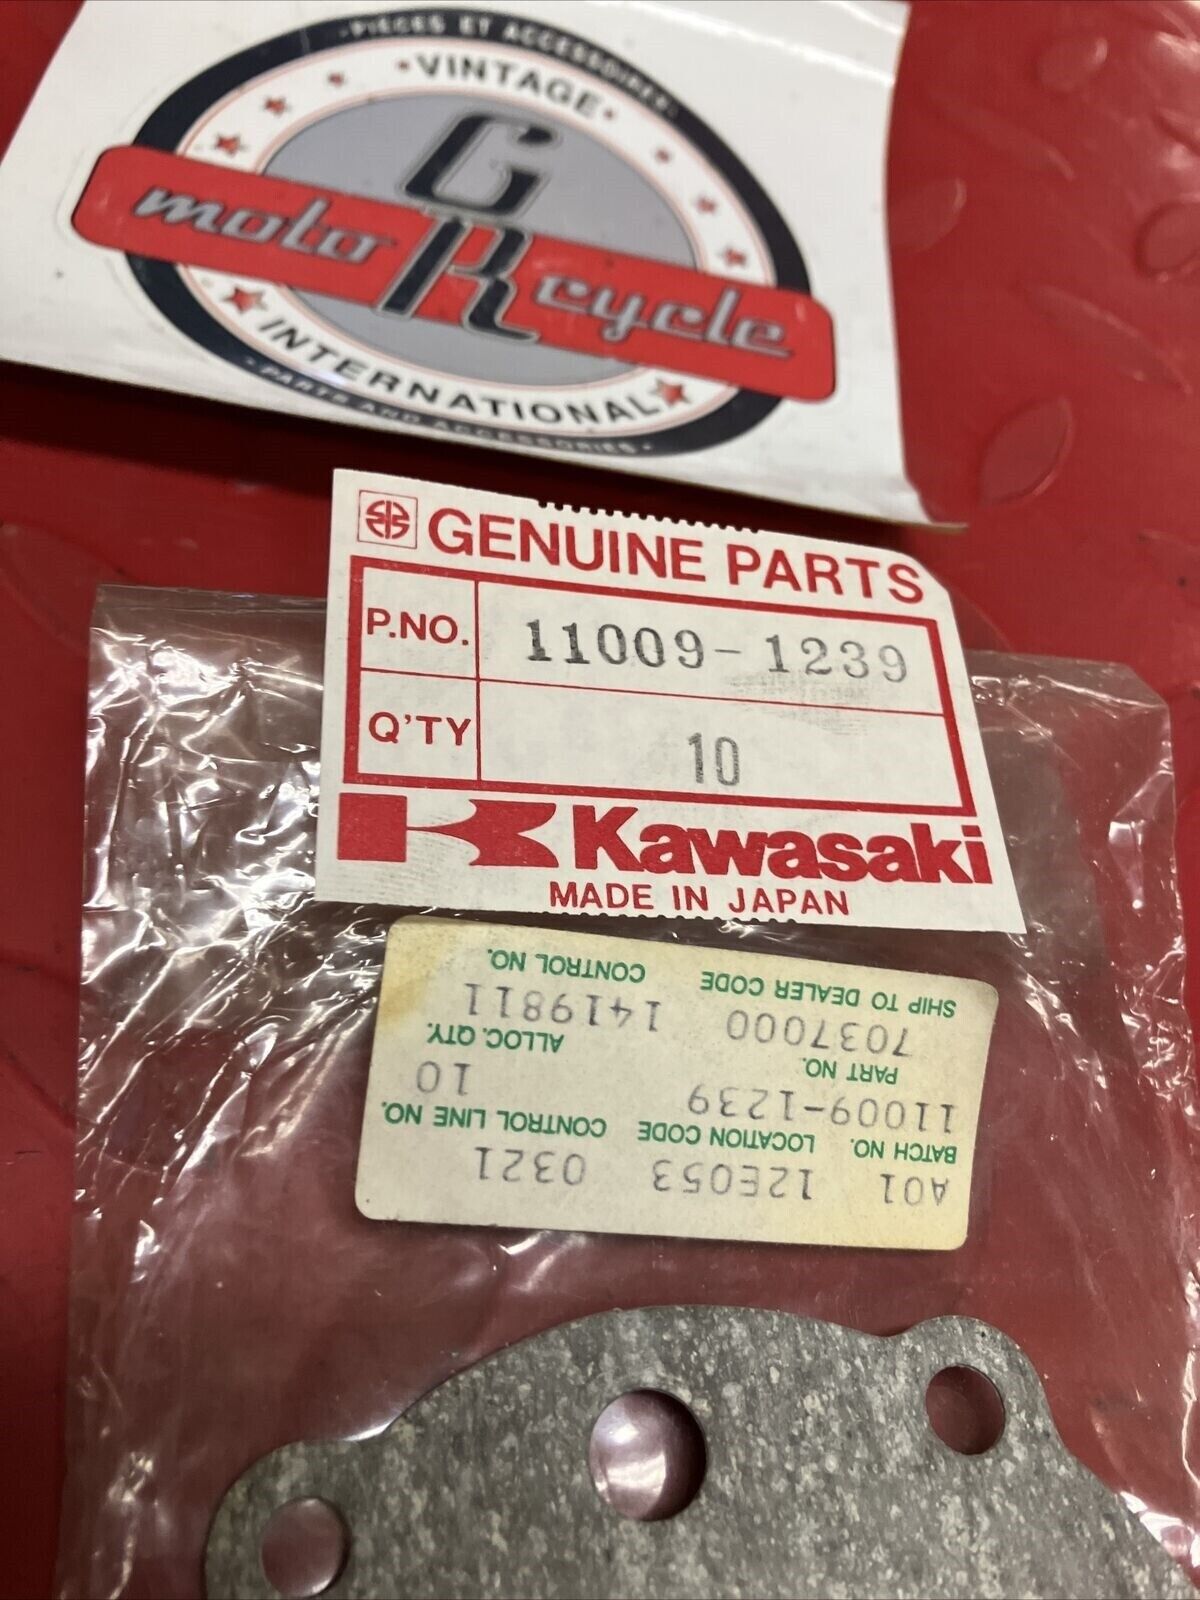 • PIÈCES ET ACCESSOIRES •
• VINTAGE •
G
moto R cycle
INTERNATIONAL
• PARTS AND ACCESSORIES •
GENUINE PARTS
P.NO. 11009-1239
Q'TY 10
Kawasaki
MADE IN JAPAN
SHIP TO DEALER CODE CONTROL NO.
7037000 1419811
PART NO. ALLOC. QTY.
11009-1239 10
BATCH NO. LOCATION CODE CONTROL LINE NO.
A01 12E053 0321